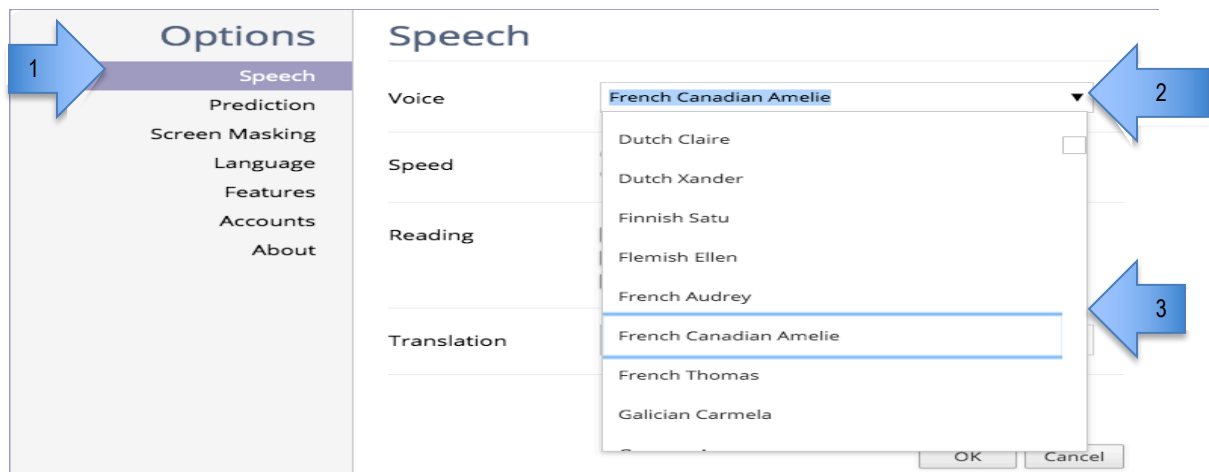 Options
1
Speech
Prediction
Screen Masking
Language
Features
Accounts
About
Speech
Voice
French Canadian Amelie
2
Dutch Claire
Dutch Xander
Finnish Satu
Flemish Ellen
French Audrey
French Canadian Amelie
French Thomas
Galician Carmela
3
Speed
Reading
Translation
OK
Cancel